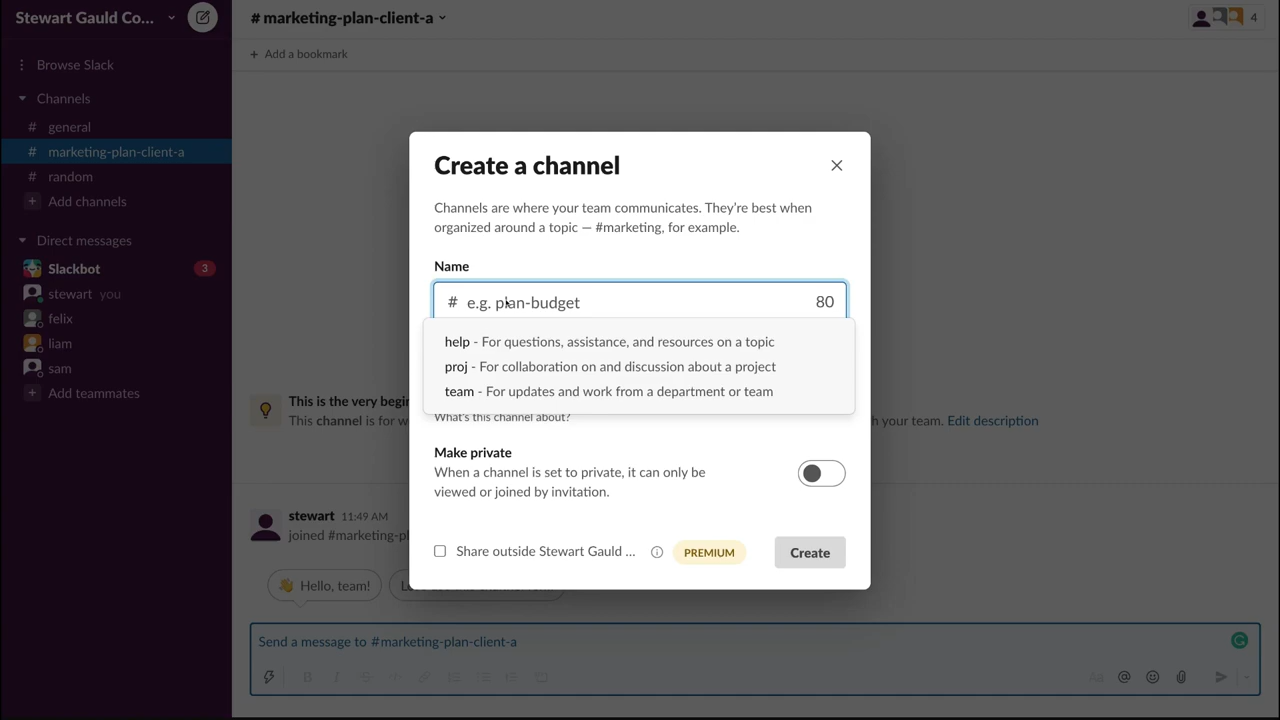 Stewart Gauld Co...
# marketing-plan-client-a
4
+ Add a bookmark
Browse Slack
Channels
# general
# marketing-plan-client-a
# random
+ Add channels
Direct messages
Slackbot 3
stewart you
felix
liam
sam
+ Add teammates
Create a channel
Channels are where your team communicates. They're best when
organized around a topic — #marketing, for example.
Name
# e.g. plan-budget 80
help - For questions, assistance, and resources on a topic
proj - For collaboration on and discussion about a project
team - For updates and work from a department or team
What's this channel about?
Make private
When a channel is set to private, it can only be
viewed or joined by invitation.
Share outside Stewart Gauld ... PREMIUM Create
This is the very
This channel is for
your team. Edit description
stewart 11:49 AM
joined
👋 Hello, team!
Send a message to #marketing-plan-client-a
B I S Aa @